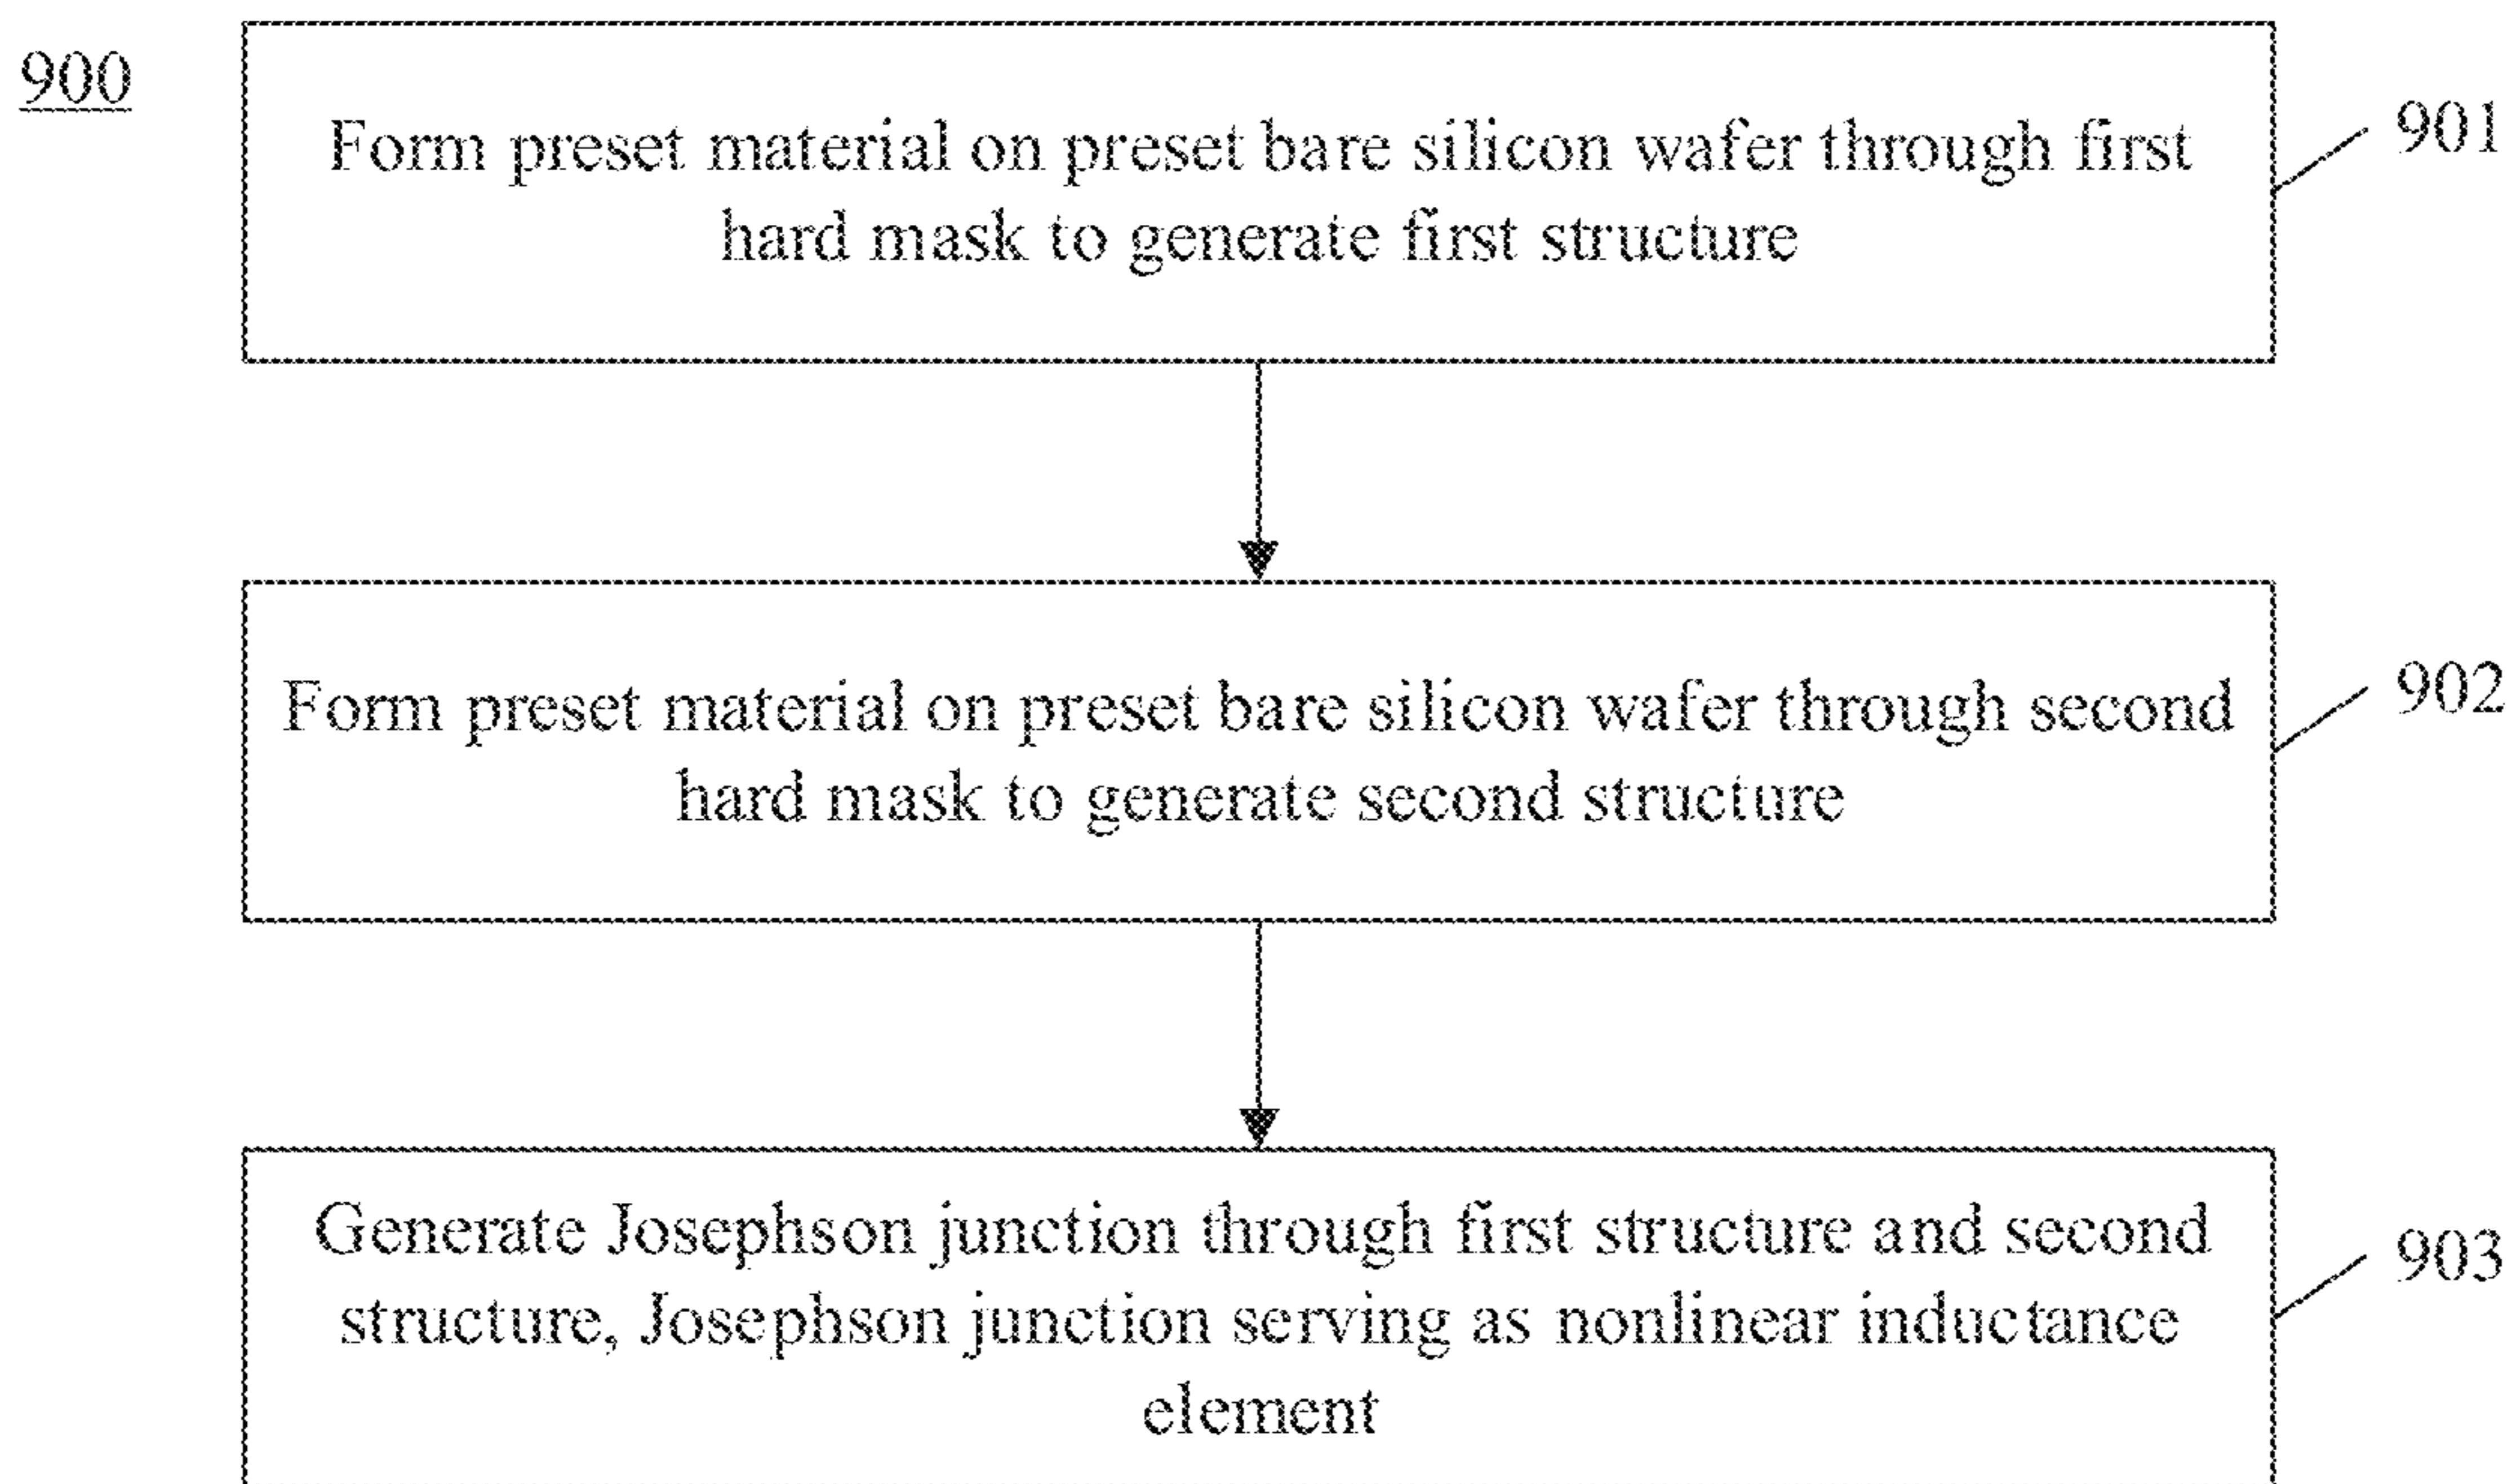 900
Form preset material on preset bare silicon wafer through first
hard mask to generate first structure
901
Form preset material on preset bare silicon wafer through second
hard mask to generate second structure
902
Generate Josephson junction through first structure and second
structure, Josephson junction serving as nonlinear inductance
element
903